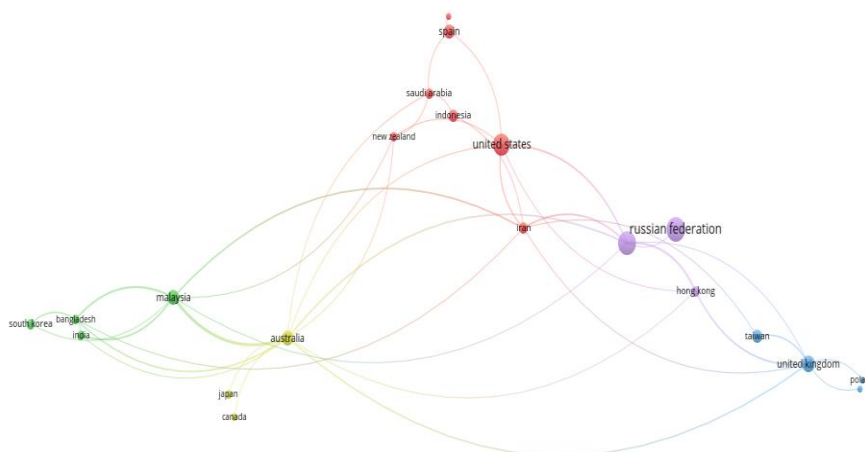 spain
saudi arabia
indonesia
new zealand
united states
iran
russian federation
hong kong
malaysia
bangladesh
south korea
india
australia
taiwan
united kingdom
pola
japan
canada